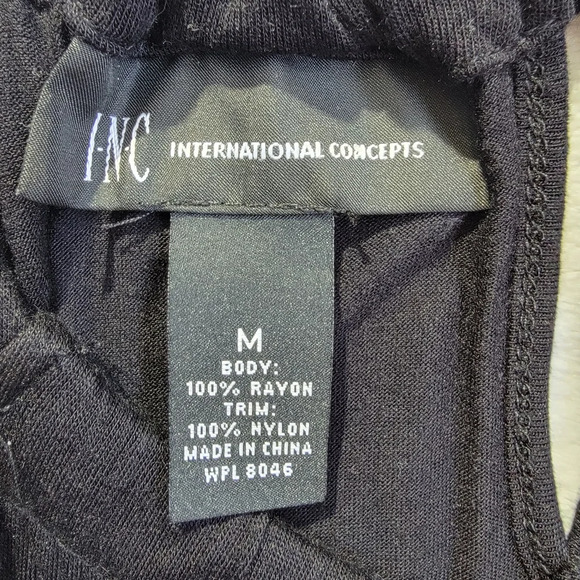 I·N·C INTERNATIONAL CONCEPTS
M
BODY:
100% RAYON
TRIM:
100% NYLON
MADE IN CHINA
WPL 8046